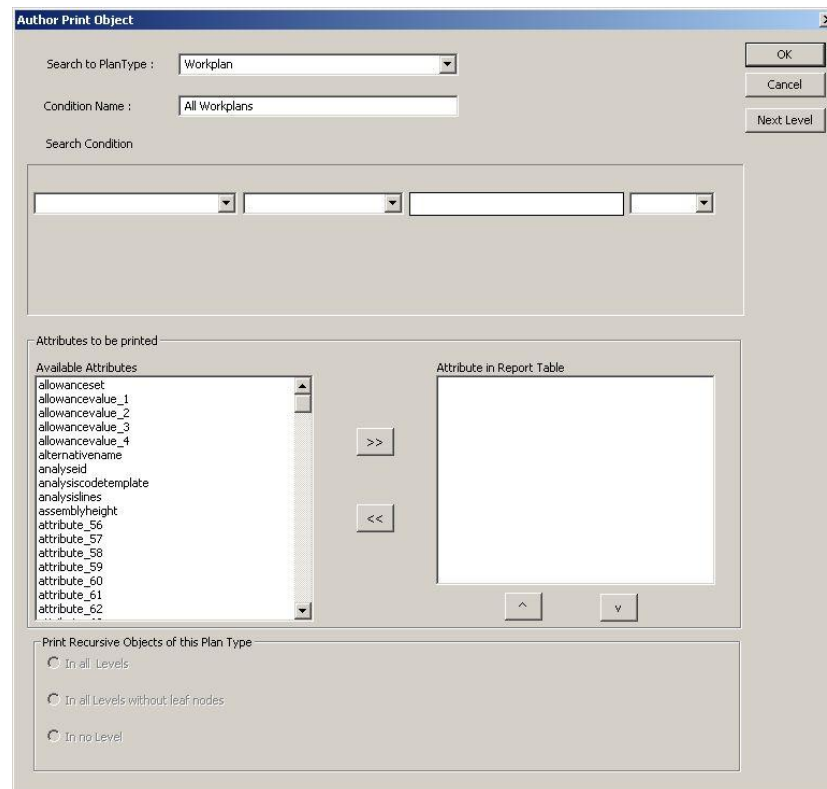 Author Print Object
Search to PlanType :
Workplan
OK
Cancel
Condition Name :
All Workplans
Next Level
Search Condition
Attributes to be printed
Available Attributes
Attribute in Report Table
allowanceset
allowancevalue_1
allowancevalue_2
allowancevalue_3
allowancevalue_4
alternativename
analyseid
analysiscodetemplate
analysislines
assemblyheight
attribute_56
attribute_57
attribute_58
attribute_59
attribute_60
attribute_61
attribute_62
>>
<<
^
v
Print Recursive Objects of this Plan Type
In all Levels
In all Levels without leaf nodes
In no Level